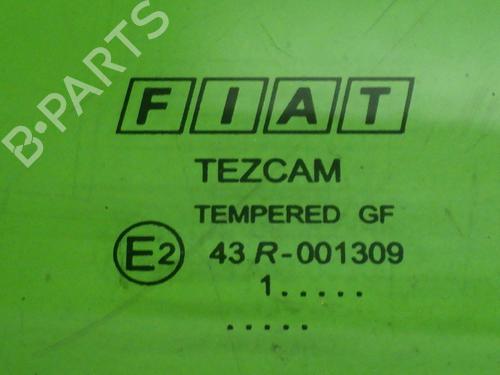 B-PARTS
FIAT
TEZCAM
TEMPERED GF
E2 43 R-001309
1.....
.....